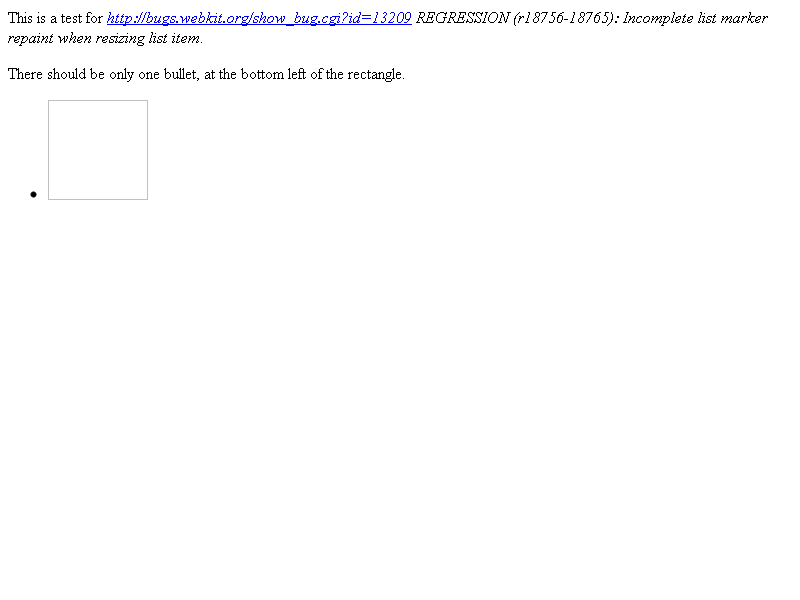 This is a test for http://bugs.webkit.org/show_bug.cgi?id=13209 REGRESSION (r18756-18765): Incomplete list marker
repaint when resizing list item.
There should be only one bullet, at the bottom left of the rectangle.